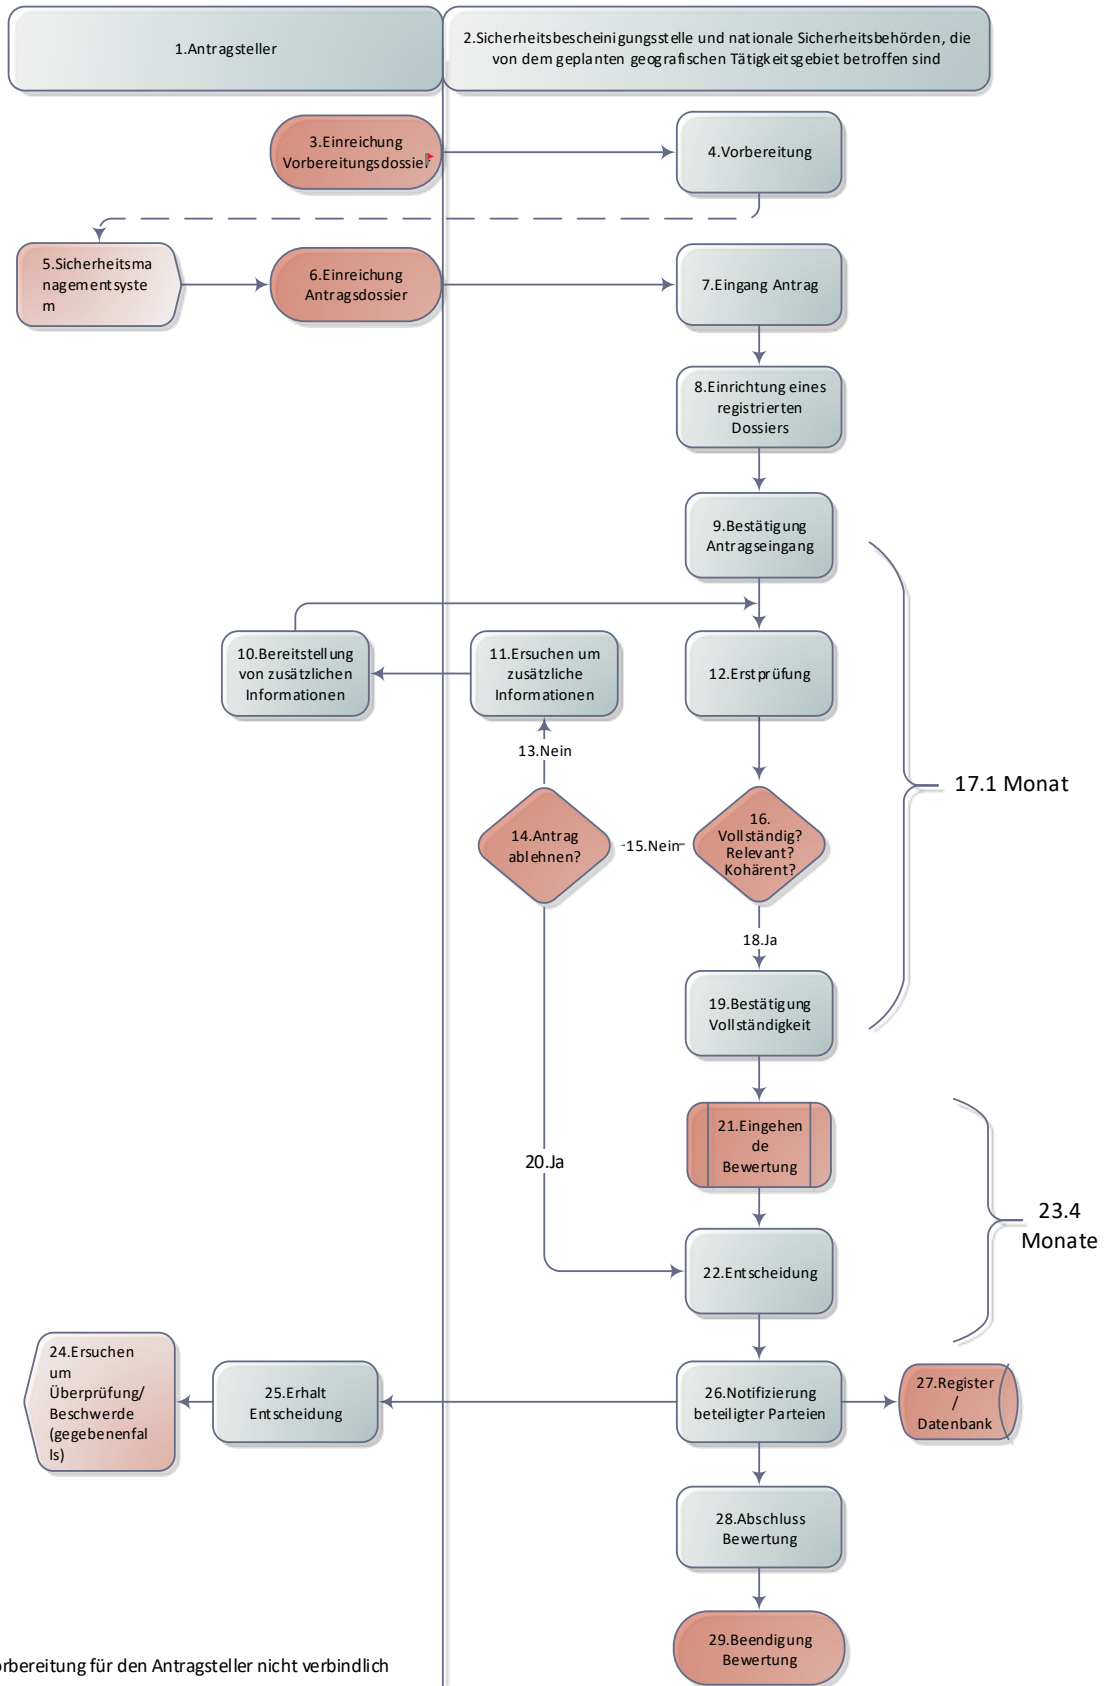 1.Antragsteller
2.Sicherheitsbescheinigungsstelle und nationale Sicherheitsbehörden, die
von dem geplanten geografischen Tätigkeitsgebiet betroffen sind
3.Einreichung
Vorbereitungsdossier
4.Vorbereitung
5.Sicherheitsma
nagementsyste
m
6.Einreichung
Antragsdossier
7.Eingang Antrag
8.Einrichtung eines
registrierten
Dossiers
9.Bestätigung
Antragseingang
10.Bereitstellung
von zusätzlichen
Informationen
11.Ersuchen um
zusätzliche
Informationen
12.Erstprüfung
13.Nein
17.1 Monat
14.Antrag
ablehnen?
15.Nein
16.
Vollständig?
Relevant?
Kohärent?
18.Ja
19.Bestätigung
Vollständigkeit
20.Ja
21.Eingehen
de
Bewertung
23.4
Monate
22.Entscheidung
24.Ersuchen
um
Überprüfung/
Beschwerde
(gegebenenfal
ls)
25.Erhalt
Entscheidung
26.Notifizierung
beteiligter Parteien
27.Register
/
Datenbank
28.Abschluss
Bewertung
29.Beendigung
Bewertung
für den Antragsteller nicht verbindlich